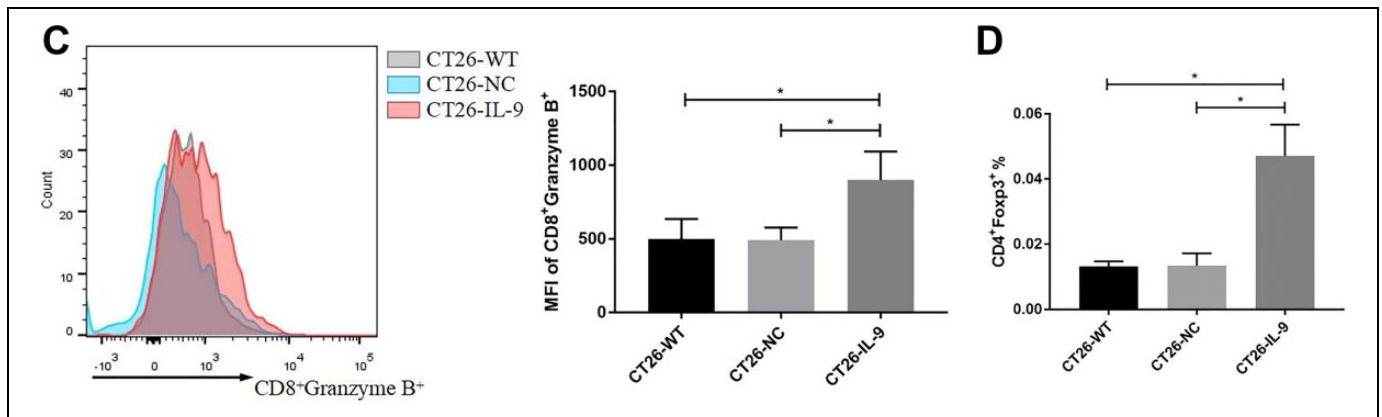 C
CT26-WT
CT26-NC
CT26-IL-9
Count
40
30
20
10
0
-10³
0
10³
10⁴
10⁵
CD8⁺Granzyme B⁺
MFI of CD8⁺Granzyme B⁺
1500
1000
500
0
*
*
CT26-WT
CT26-NC
CT26-IL-9
D
CD4⁺Foxp3⁺ %
0.06
0.04
0.02
0.00
*
*
CT26-WT
CT26-NC
CT26-IL-9